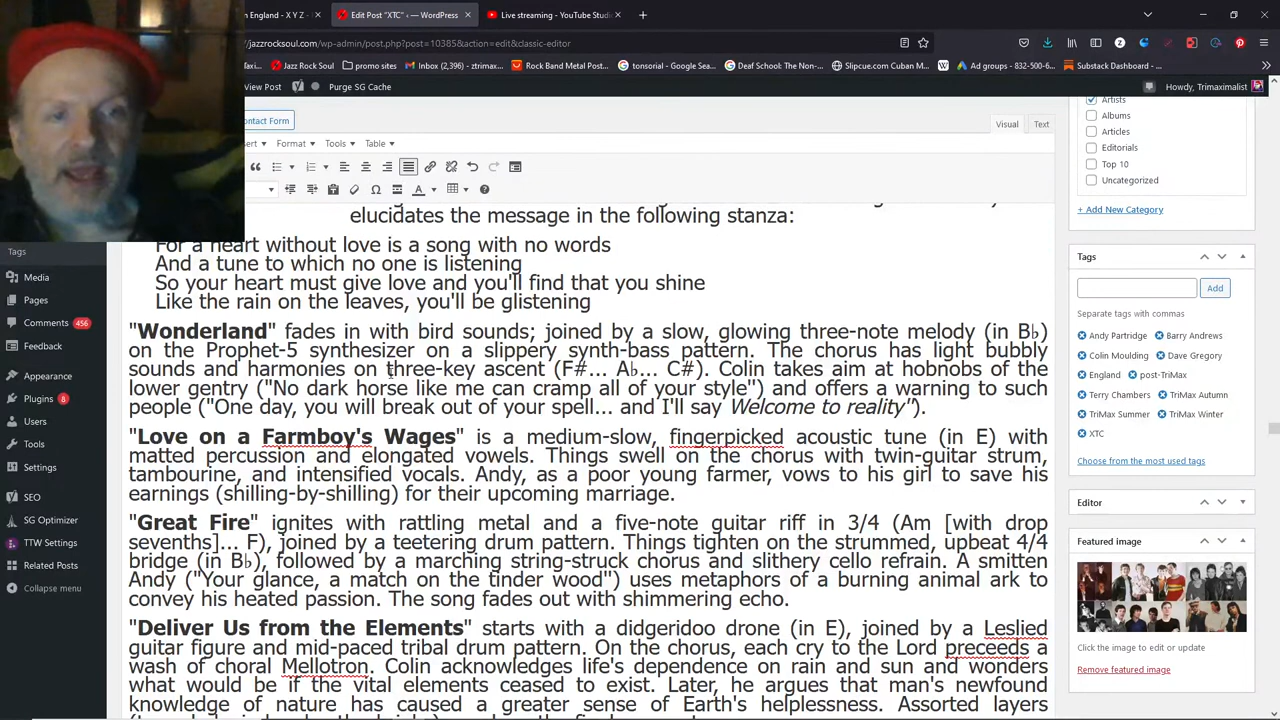 n England - X Y Z -
Edit Post "XTC" ‹ — WordPress
Live streaming - YouTube Studi
jazzrocksoul.com/wp-admin/post.php?post=10385&action=edit&classic-editor
Jazz Rock Soul
promo sites
Inbox (2,396) - ztrimax...
Rock Band Metal Post...
tonsorial - Google Sea...
Deaf School: The Non-...
Slipcue.com Cuban M...
Ad groups - 832-500-6...
Substack Dashboard -...
View Post
Purge SG Cache
Howdy, Trimaximalist
ontact Form
Visual
Text
ert
Format
Tools
Table
elucidates the message in the following stanza:
For a heart without love is a song with no words
And a tune to which no one is listening
So your heart must give love and you'll find that you shine
Like the rain on the leaves, you'll be glistening
"Wonderland" fades in with bird sounds; joined by a slow, glowing three-note melody (in B♭)
on the Prophet-5 synthesizer on a slippery synth-bass pattern. The chorus has light bubbly
sounds and harmonies on three-key ascent (F#... A♭... C#). Colin takes aim at hobnobs of the
lower gentry ("No dark horse like me can cramp all of your style") and offers a warning to such
people ("One day, you will break out of your spell... and I'll say Welcome to reality").
"Love on a Farmboy's Wages" is a medium-slow, fingerpicked acoustic tune (in E) with
matted percussion and elongated vowels. Things swell on the chorus with twin-guitar strum,
tambourine, and intensified vocals. Andy, as a poor young farmer, vows to his girl to save his
earnings (shilling-by-shilling) for their upcoming marriage.
"Great Fire" ignites with rattling metal and a five-note guitar riff in 3/4 (Am [with drop
sevenths]... F), joined by a teetering drum pattern. Things tighten on the strummed, upbeat 4/4
bridge (in B♭), followed by a marching string-struck chorus and slithery cello refrain. A smitten
Andy ("Your glance, a match on the tinder wood") uses metaphors of a burning animal ark to
convey his heated passion. The song fades out with shimmering echo.
"Deliver Us from the Elements" starts with a didgeridoo drone (in E), joined by a Leslied
guitar figure and mid-paced tribal drum pattern. On the chorus, each cry to the Lord preceeds a
wash of choral Mellotron. Colin acknowledges life's dependence on rain and sun and wonders
what would be if the vital elements ceased to exist. Later, he argues that man's newfound
knowledge of nature has caused a greater sense of Earth's helplessness. Assorted layers
Tags
Media
Pages
Comments 456
Feedback
Appearance
Plugins 8
Users
Tools
Settings
SEO
SG Optimizer
TTW Settings
Related Posts
Collapse menu
Artists
Albums
Articles
Editorials
Top 10
Uncategorized
+ Add New Category
Tags
Add
Separate tags with commas
Andy Partridge
Barry Andrews
Colin Moulding
Dave Gregory
England
post-TriMax
Terry Chambers
TriMax Autumn
TriMax Summer
TriMax Winter
XTC
Choose from the most used tags
Editor
Featured image
Click the image to edit or update
Remove featured image